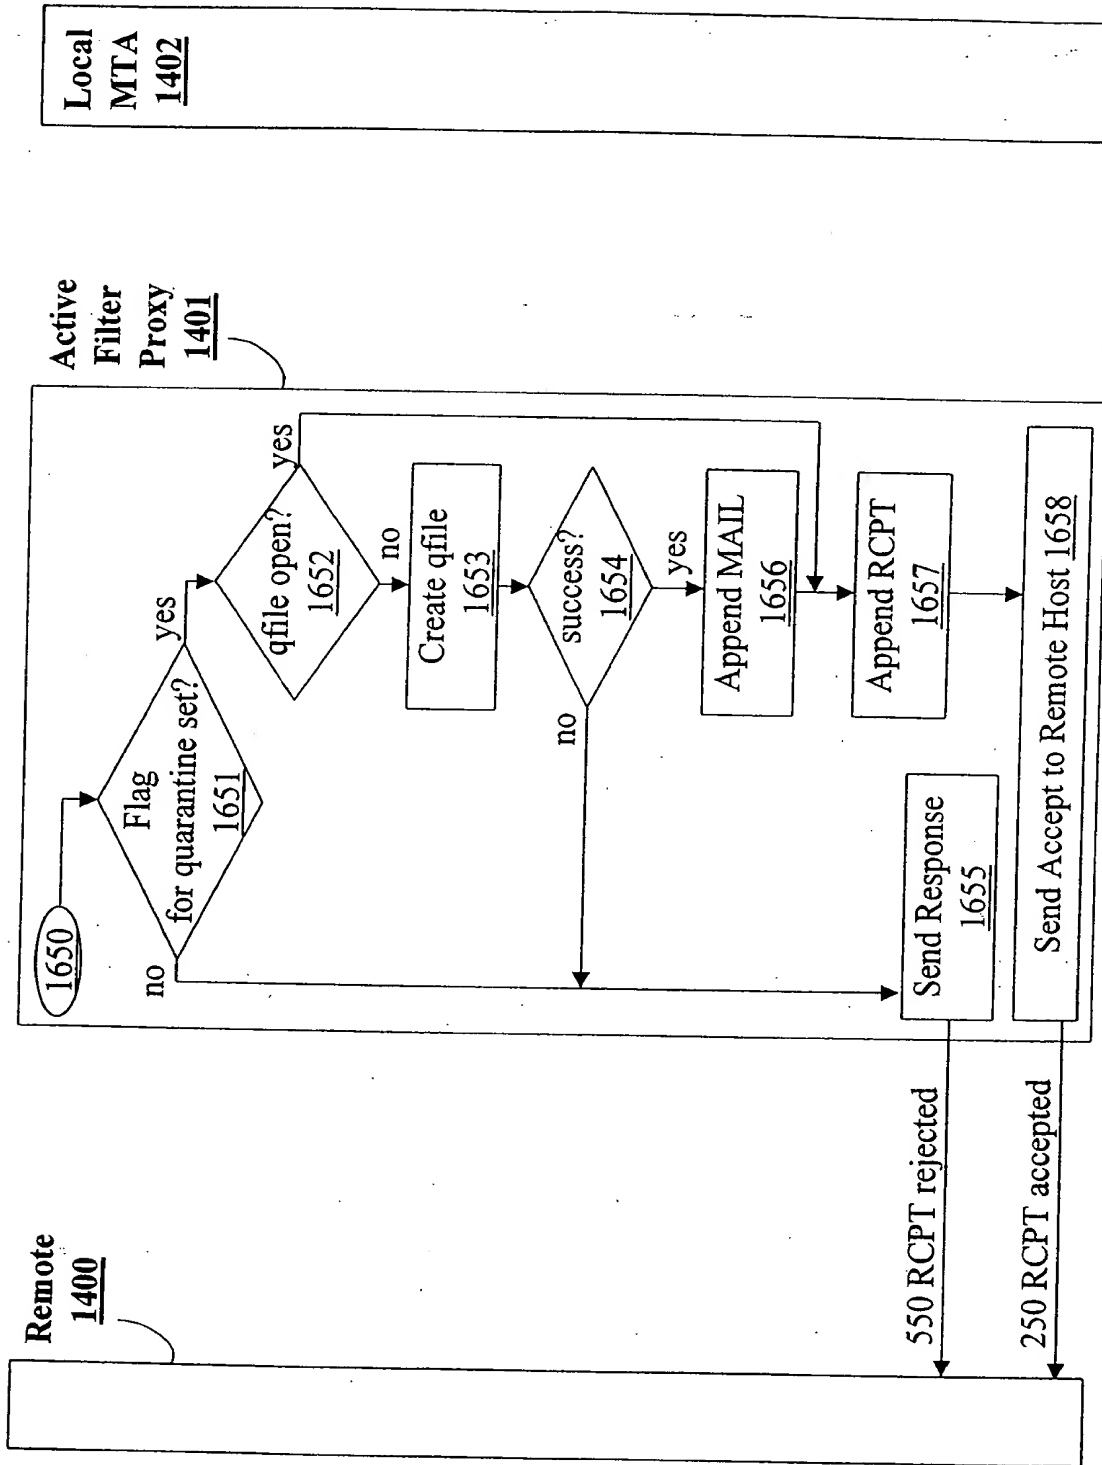 Remote
1400
Active
Filter
Proxy
1401
Local
MTA
1402
1650
Flag
for quarantine set?
1651
yes
no
qfile open?
1652
yes
no
Create qfile
1653
success?
1654
no
yes
Append MAIL
1656
Append RCPT
1657
Send Response
1655
550 RCPT rejected
Send Accept to Remote Host 1658
250 RCPT accepted